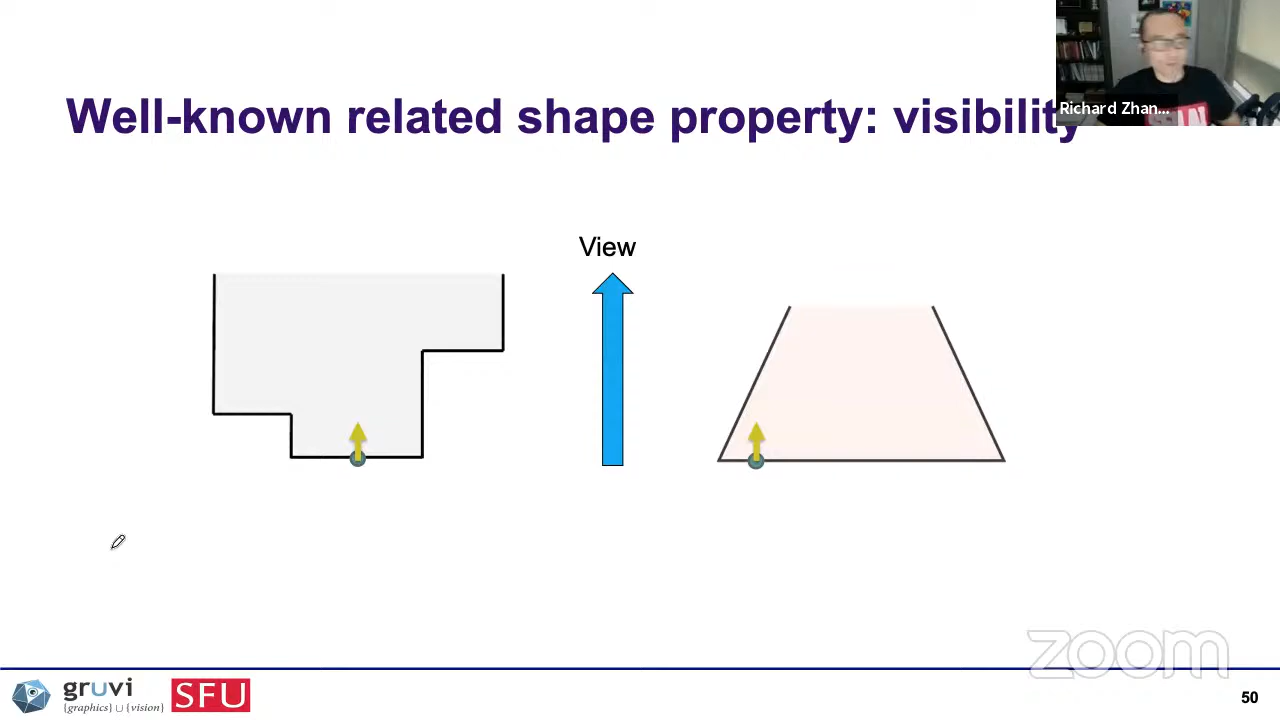 Well-known related shape property: visibility
Richard Zhan...
View
zoom
gruvi
{graphics} ∪ {vision}
SFU
50